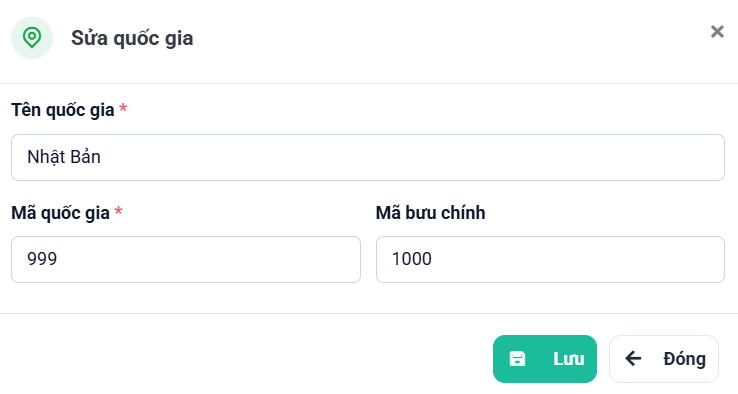 Sửa quốc gia
Tên quốc gia *
Nhật Bản
Mã quốc gia * Mã bưu chính
999 1000
Lưu Đóng